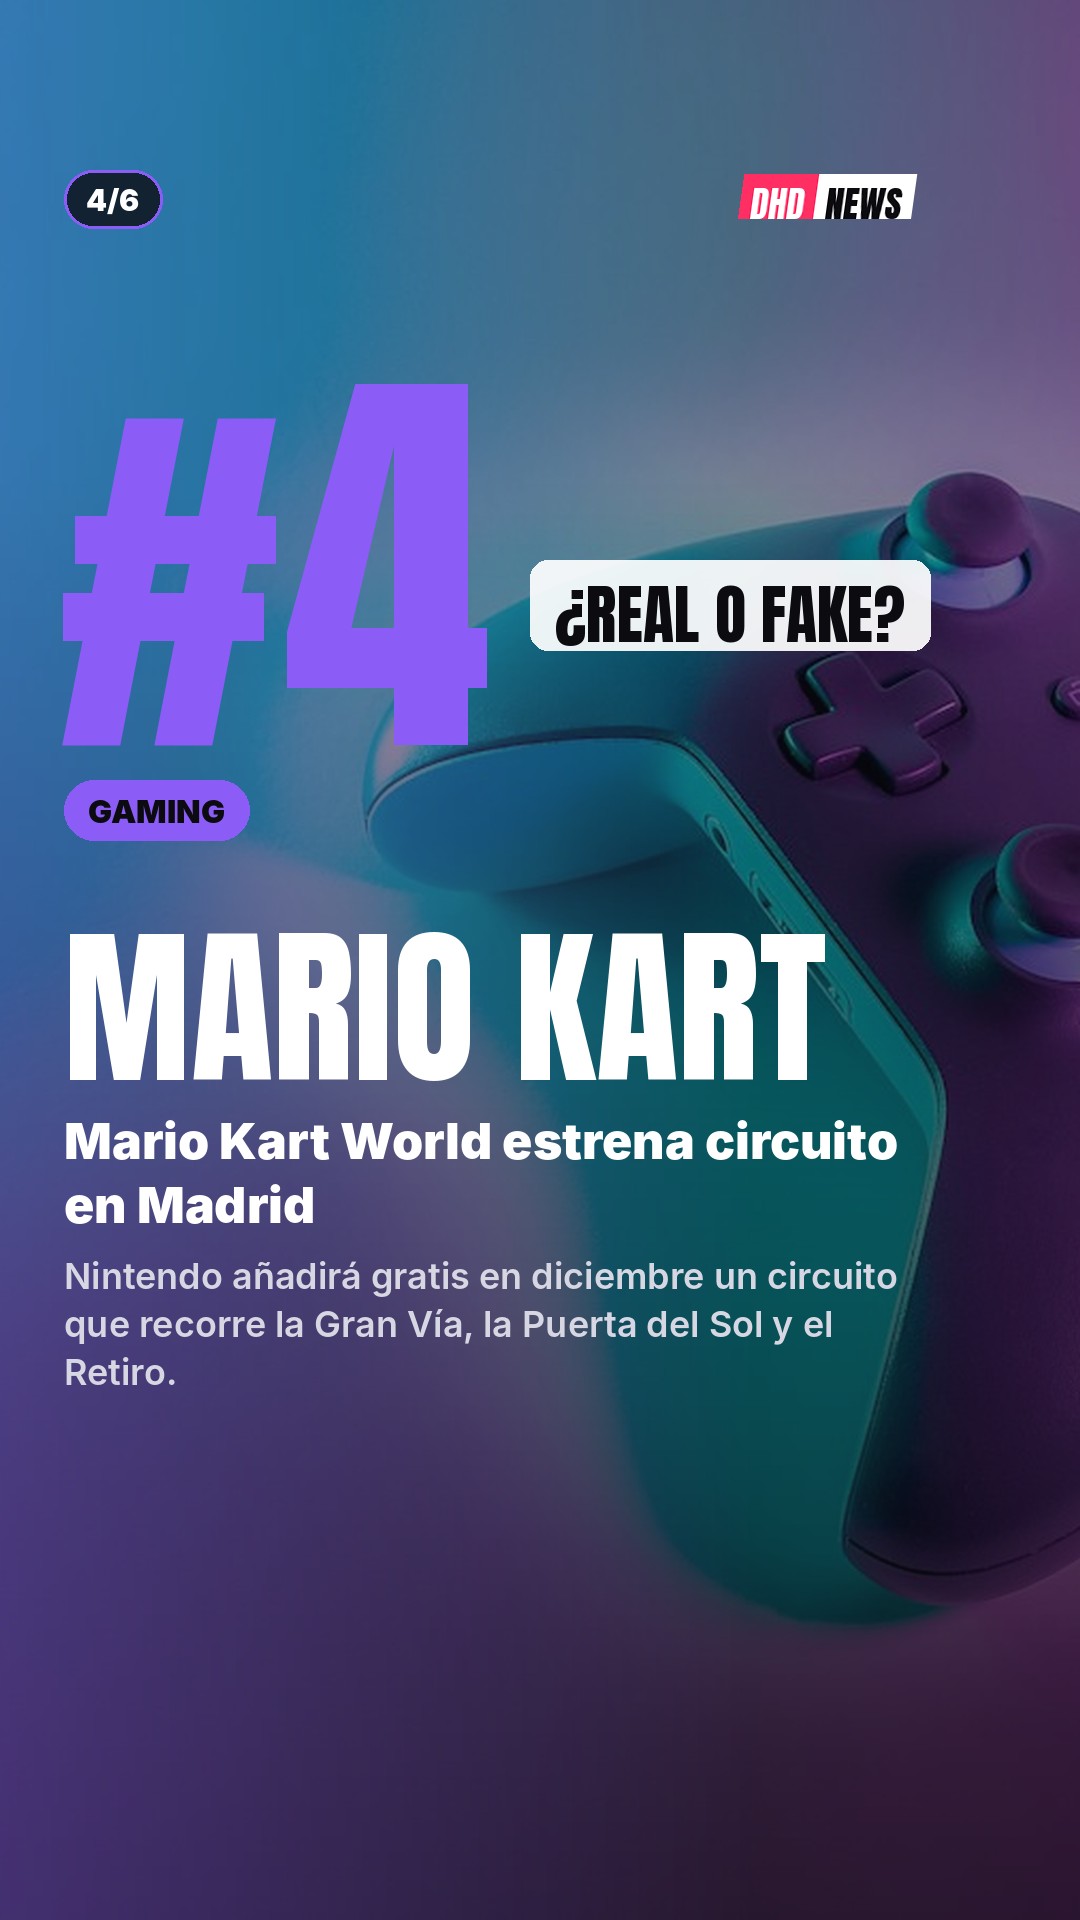 4/6
DHD NEWS
#4
¿REAL O FAKE?
GAMING
MARIO KART
Mario Kart World estrena circuito
en Madrid
Nintendo añadirá gratis en diciembre un circuito
que recorre la Gran Vía, la Puerta del Sol y el
Retiro.